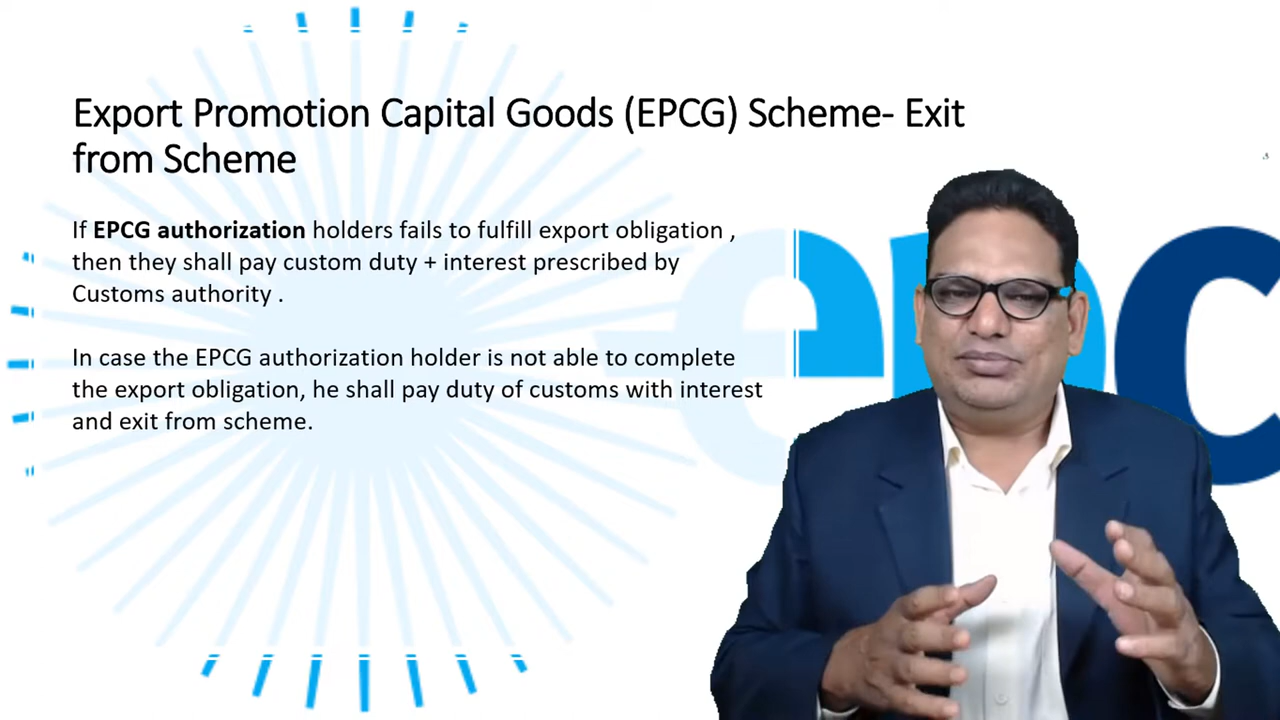 Export Promotion Capital Goods (EPCG) Scheme- Exit
from Scheme
If EPCG authorization holders fails to fulfill export obligation ,
then they shall pay custom duty + interest prescribed by
Customs authority .
In case the EPCG authorization holder is not able to complete
the export obligation, he shall pay duty of customs with interest
and exit from scheme.